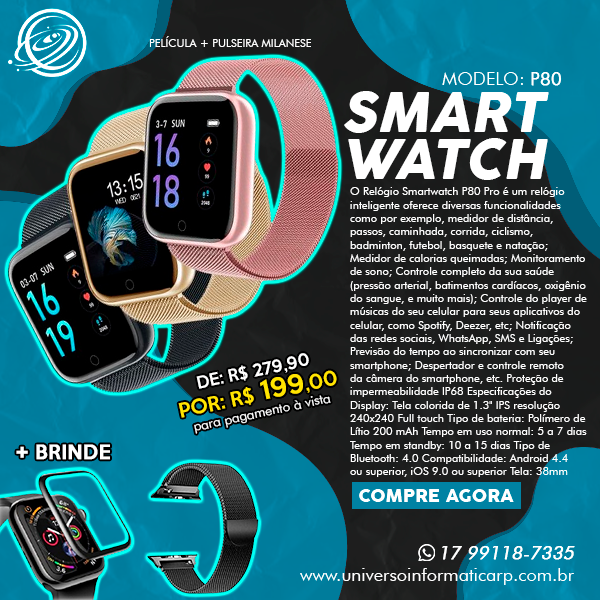 PELÍCULA + PULSEIRA MILANESE
MODELO: P80
SMART
WATCH
O Relógio Smartwatch P80 Pro é um relógio
inteligente oferece diversas funcionalidades
como por exemplo, medidor de distância,
passos, caminhada, corrida, ciclismo,
badminton, futebol, basquete e natação;
Medidor de calorias queimadas; Monitoramento
de sono; Controle completo da sua saúde
(pressão arterial, batimentos cardíacos, oxigênio
do sangue, e muito mais); Controle do player de
músicas do seu celular para seus aplicativos do
celular, como Spotify, Deezer, etc; Notificação
das redes sociais, WhatsApp, SMS e Ligações;
Previsão do tempo ao sincronizar com seu
smartphone; Despertador e controle remoto
da câmera do smartphone, etc. Proteção de
impermeabilidade IP68 Especificações do
Display: Tela colorida de 1.3" IPS resolução
240x240 Full touch Tipo de bateria: Polímero de
Lítio 200 mAh Tempo em uso normal: 5 a 7 dias
Tempo em standby: 10 a 15 dias Tipo de
Bluetooth: 4.0 Compatibilidade: Android 4.4
ou superior, iOS 9.0 ou superior Tela: 38mm
COMPRE AGORA
3-7 SUN
16
18
13:15
WED
03-07 SUN
16
19
DE: R$ 279,90
POR: R$ 199,00
para pagamento à vista
+ BRINDE
17 99118-7335
www.universoinformaticarp.com.br